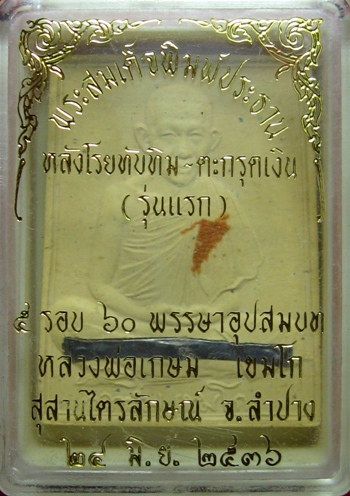 พระสมเด็จพิมพ์ประธาน
หลังโรยทับทิม-ตะกรุดเงิน
(รุ่นแรก)
รอบ ๖๐ พรรษาอุปสมบท
หลวงพ่อเกษม เขมโก
สุสานไตรลักษณ์ จ.ลำปาง
๒๘ มิ.ย. ๒๕๓๖